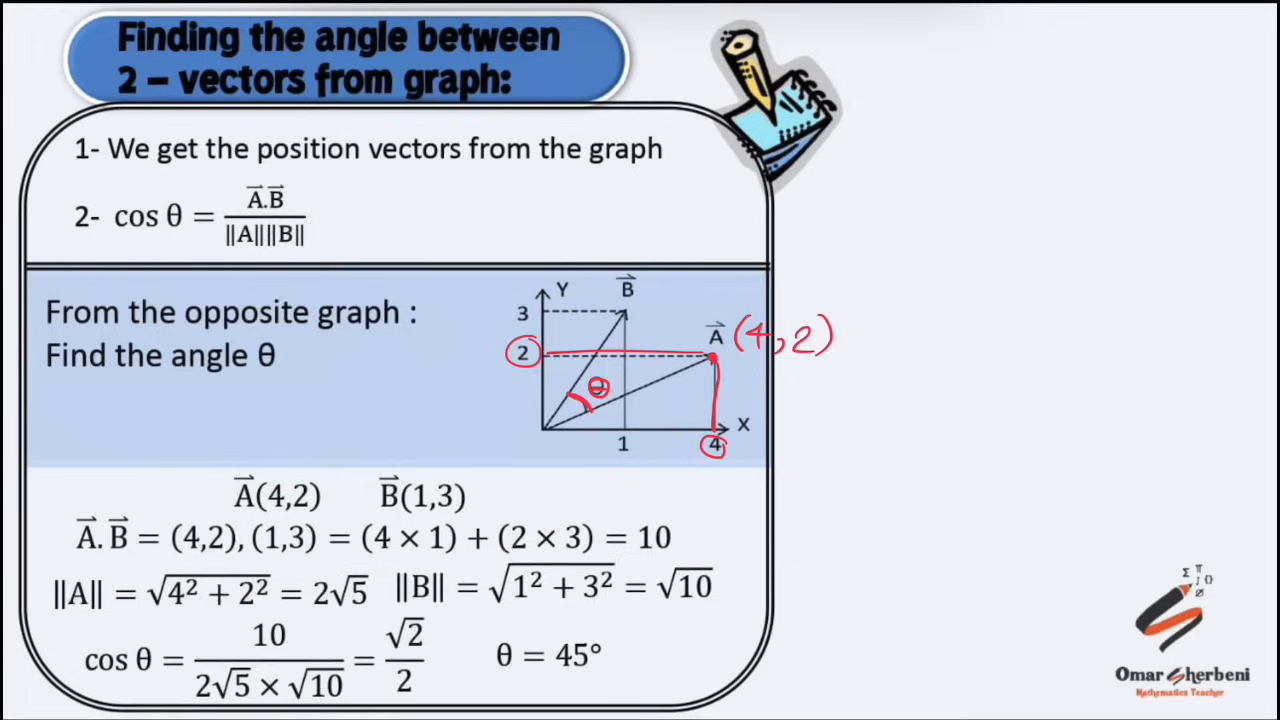 Finding the angle between
2 – vectors from graph:
1- We get the position vectors from the graph
2- cos θ = A⃗.B⃗ / ‖A‖‖B‖
From the opposite graph :
Find the angle θ
Y
B⃗
3
A⃗ (4,2)
2
θ
X
1 4
A⃗(4,2) B⃗(1,3)
A⃗.B⃗ = (4,2),(1,3) = (4 × 1) + (2 × 3) = 10
‖A‖ = √(4² + 2²) = 2√5 ‖B‖ = √(1² + 3²) = √10
cos θ = 10 / (2√5 × √10) = √2 / 2 θ = 45°
Σ π
∫ Ω
Ø
Omar Sherbeni
Mathematics Teacher